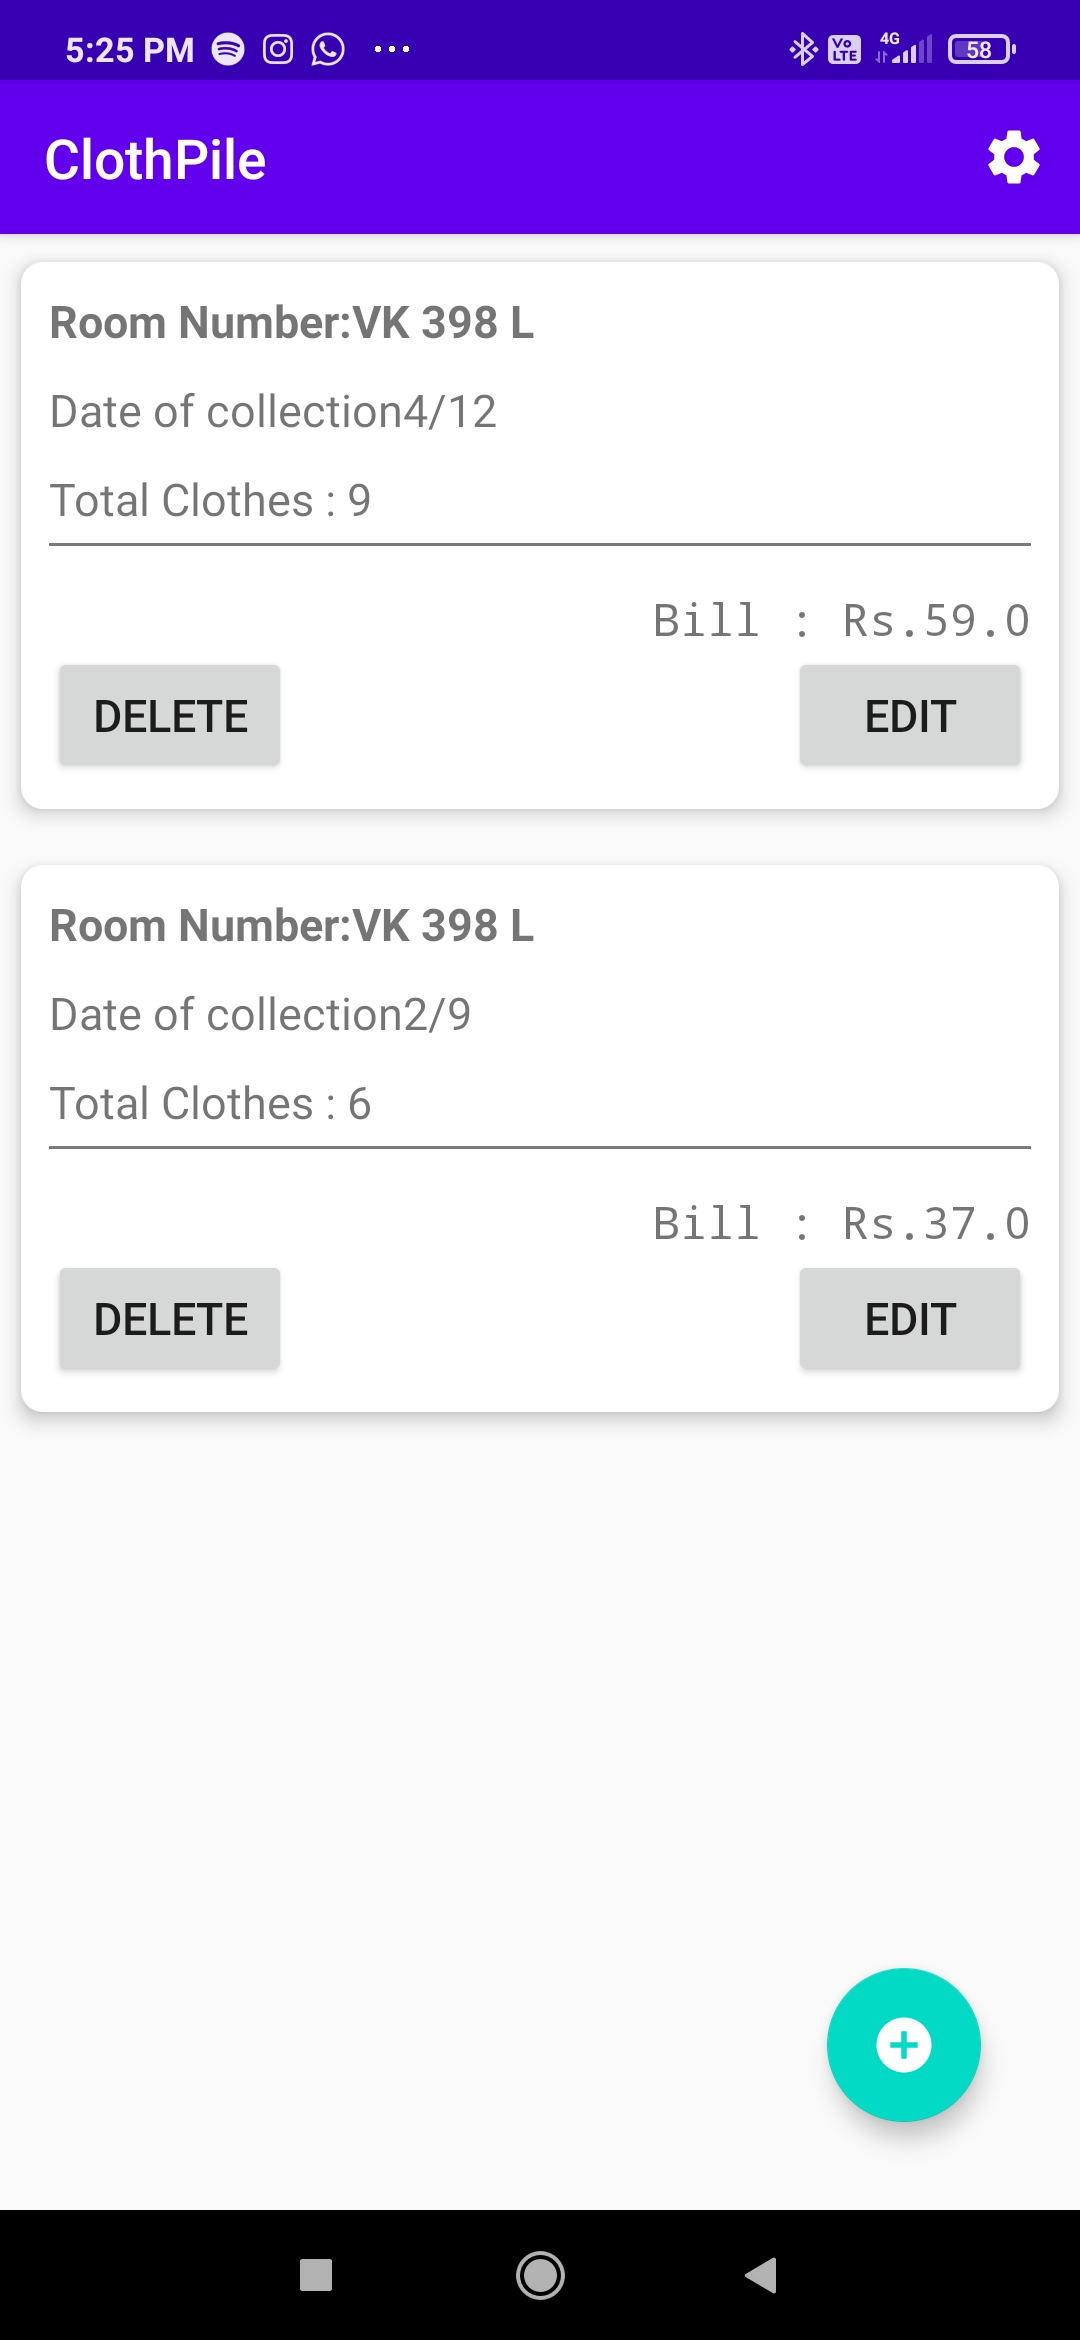 5:25 PM
Vo LTE 4G 58
ClothPile
Room Number:VK 398 L
Date of collection4/12
Total Clothes : 9
Bill : Rs.59.0
DELETE EDIT
Room Number:VK 398 L
Date of collection2/9
Total Clothes : 6
Bill : Rs.37.0
DELETE EDIT